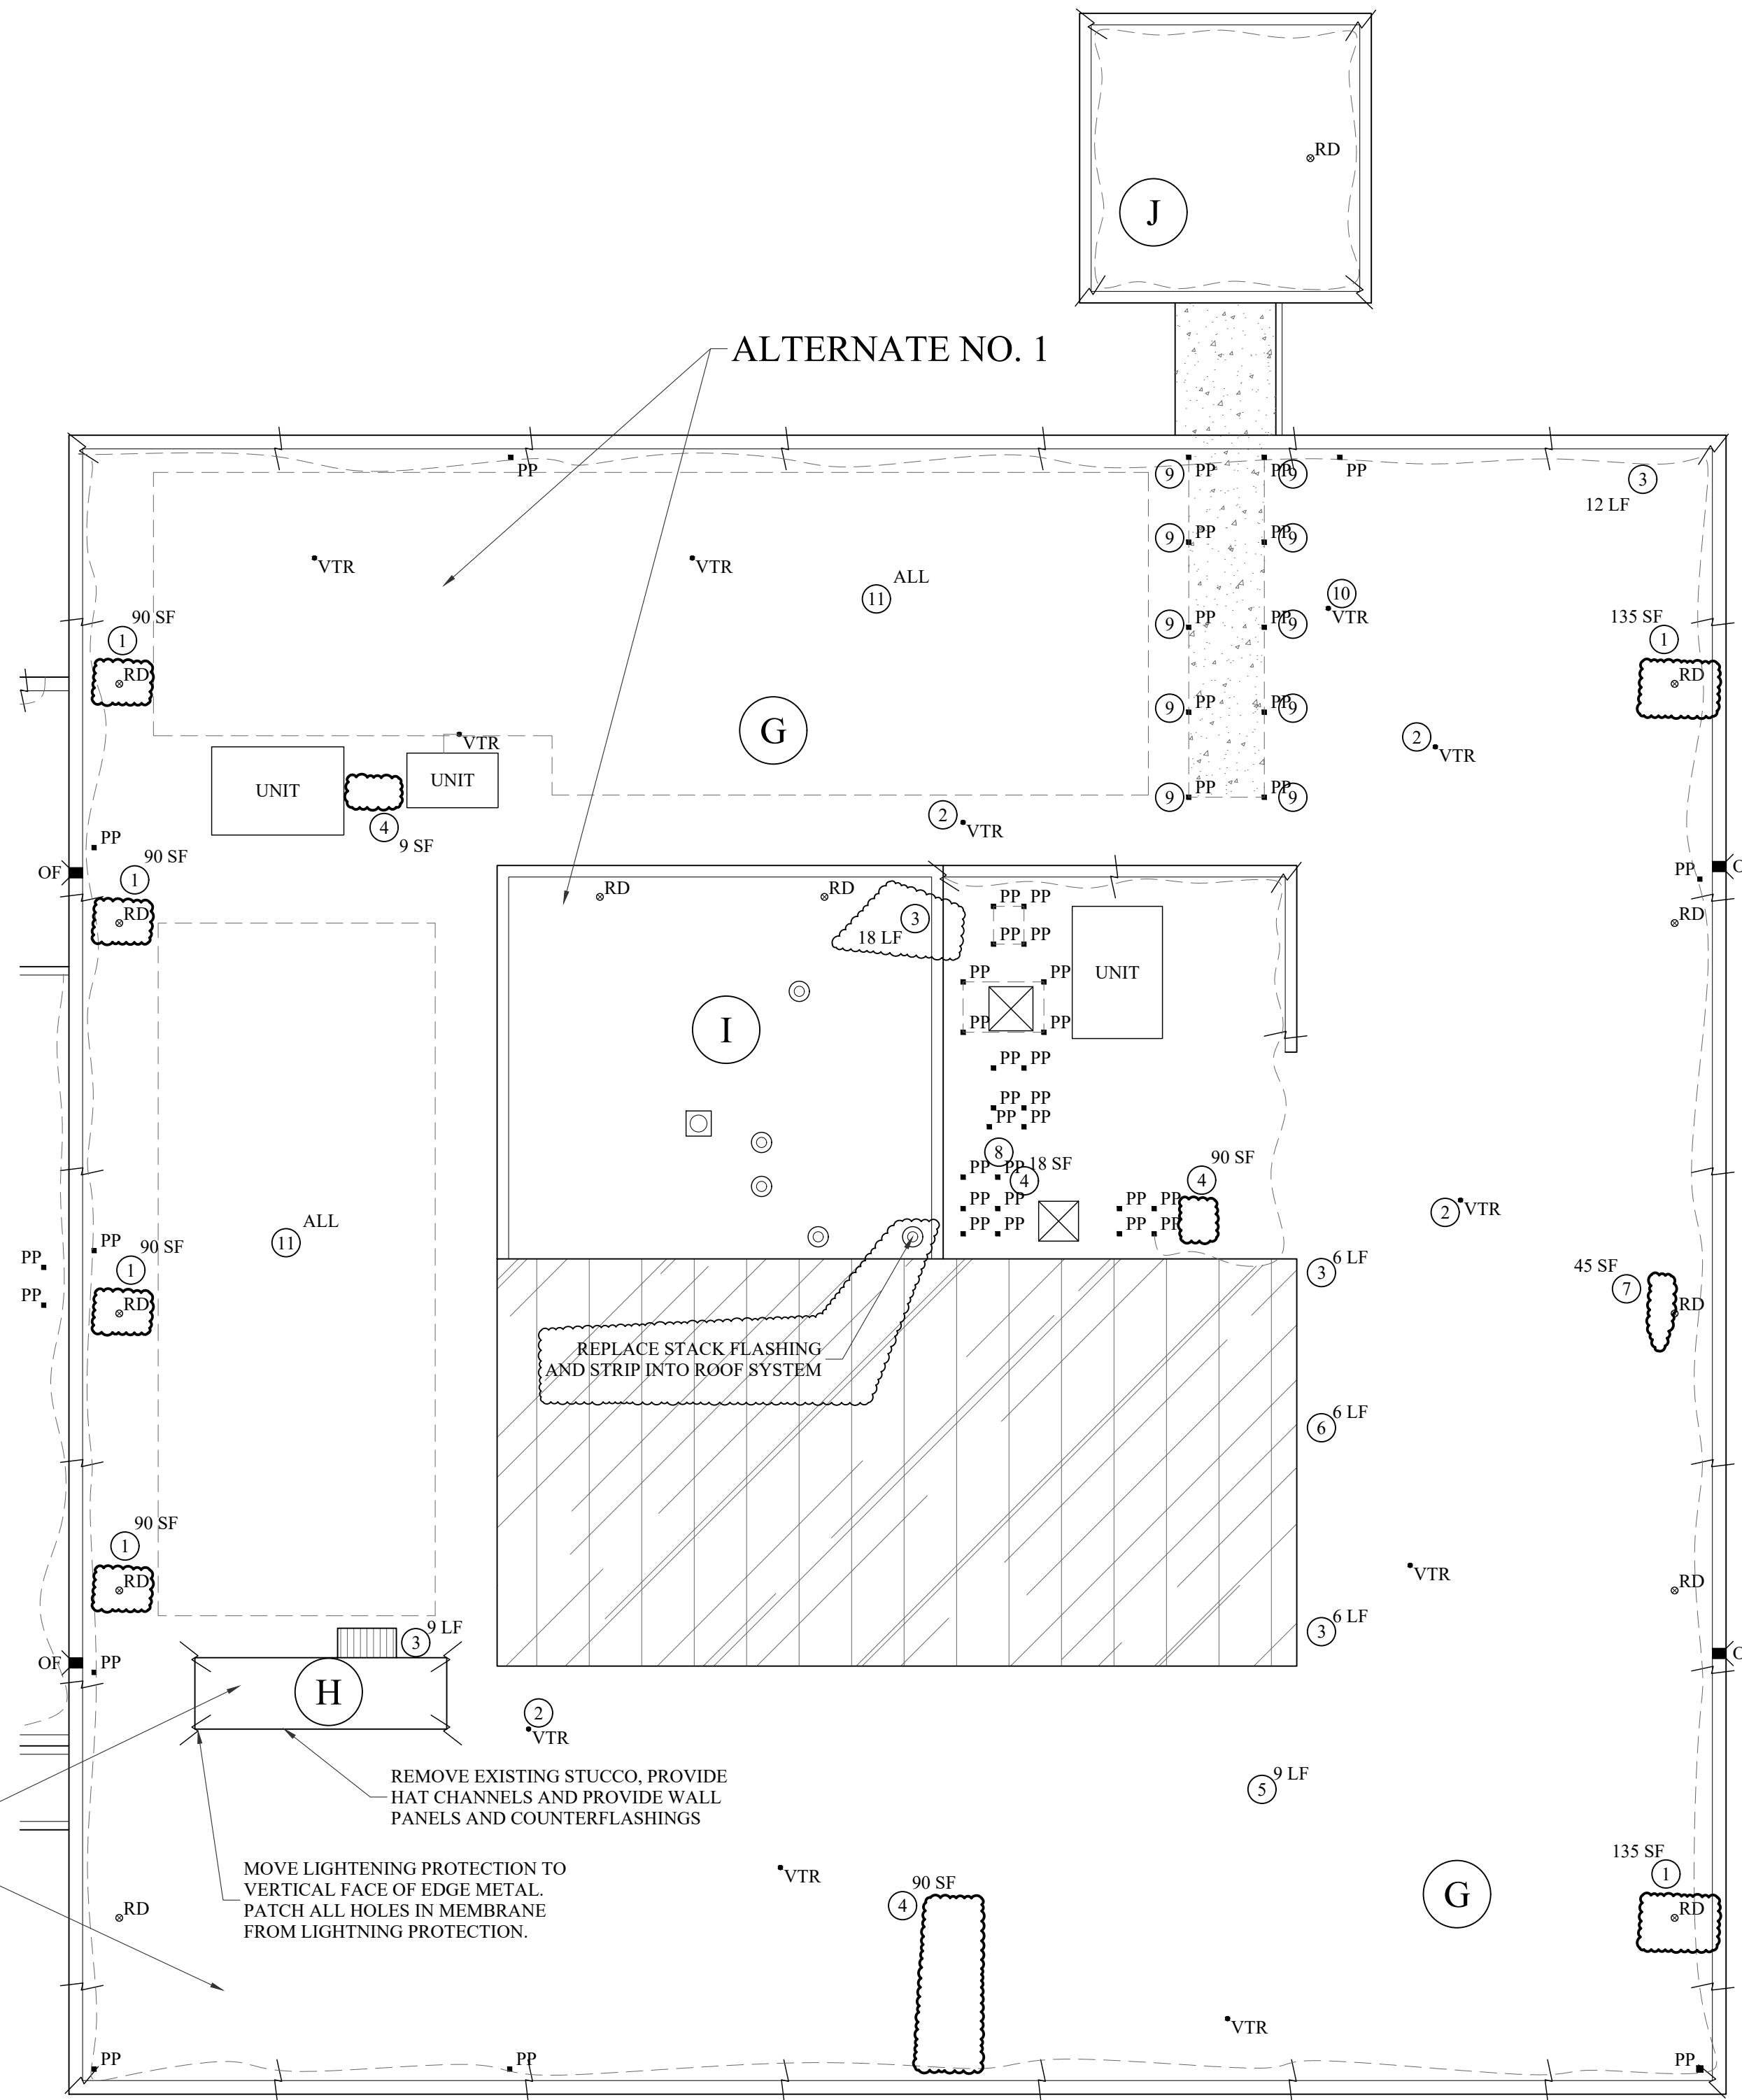 RD
J
ALTERNATE NO. 1
PP
9 PP PP 9
PP
3
12 LF
9 PP PP 9
VTR
VTR
ALL
11
10
VTR
90 SF
1
RD
9 PP PP 9
135 SF
1
RD
G
9 PP PP 9
VTR
2
VTR
UNIT
UNIT
4
9 SF
9 PP PP 9
2
VTR
PP
OF
90 SF
1
RD
PP
O
RD
RD
RD
3
18 LF
PP PP
PP PP
PP PP
UNIT
I
PP PP
PP PP
PP PP
PP PP
8
PP PP
4
18 SF
90 SF
4
PP PP
PP PP
PP PP
PP PP
2
VTR
ALL
11
PP
PP
PP
90 SF
1
RD
3
6 LF
45 SF
7
RD
REPLACE STACK FLASHING
AND STRIP INTO ROOF SYSTEM
6
6 LF
90 SF
1
RD
VTR
RD
9 LF
3
3
6 LF
OF
PP
O
H
2
VTR
REMOVE EXISTING STUCCO, PROVIDE
HAT CHANNELS AND PROVIDE WALL
PANELS AND COUNTERFLASHINGS
5
9 LF
MOVE LIGHTENING PROTECTION TO
VERTICAL FACE OF EDGE METAL.
PATCH ALL HOLES IN MEMBRANE
FROM LIGHTNING PROTECTION.
RD
VTR
90 SF
4
G
135 SF
1
RD
VTR
PP
PP
PP